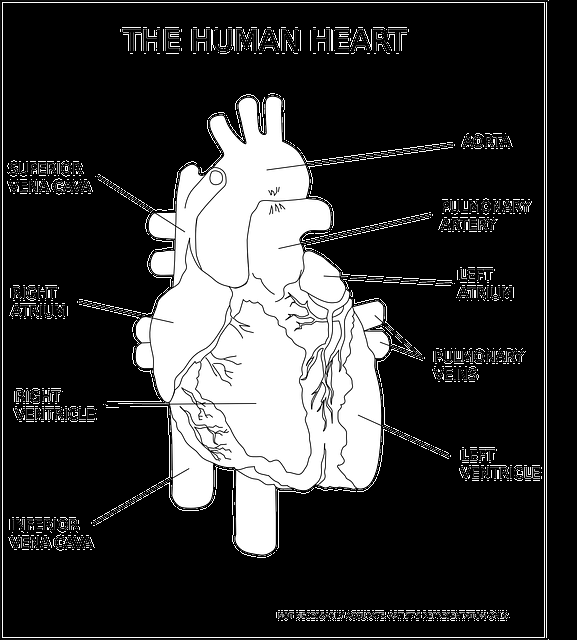 THE HUMAN HEART
AORTA
SUPERIOR
VENA CAVA
PULMONARY
ARTERY
LEFT
ATRIUM
RIGHT
ATRIUM
PULMONARY
VEINS
RIGHT
VENTRICLE
LEFT
VENTRICLE
INFERIOR
VENA CAVA